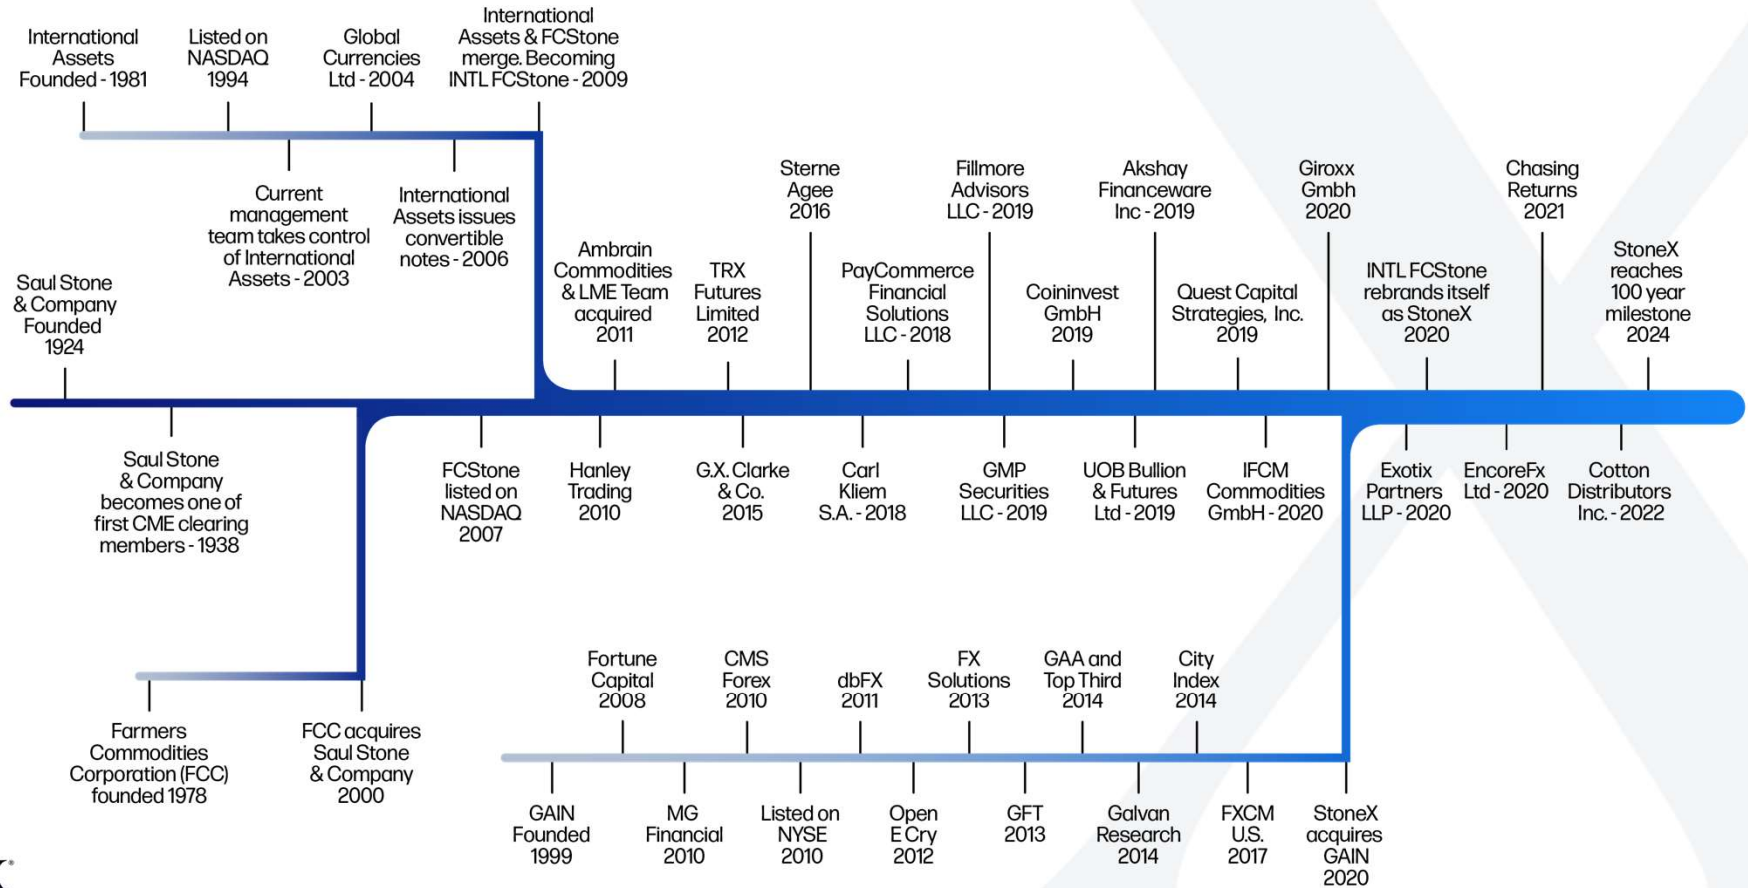 International
Assets
Founded - 1981
Listed on
NASDAQ
1994
Global
Currencies
Ltd - 2004
International
Assets & FCStone
merge. Becoming
INTL FCStone - 2009
Current
management
team takes control
of International
Assets - 2003
International
Assets issues
convertible
notes - 2006
Saul Stone
& Company
Founded
1924
Ambrain
Commodities
& LME Team
acquired
2011
TRX
Futures
Limited
2012
Sterne
Agee
2016
PayCommerce
Financial
Solutions
LLC - 2018
Fillmore
Advisors
LLC - 2019
Coininvest
GmbH
2019
Akshay
Financeware
Inc - 2019
Quest Capital
Strategies, Inc.
2019
Giroxx
Gmbh
2020
INTL FCStone
rebrands itself
as StoneX
2020
Chasing
Returns
2021
StoneX
reaches
100 year
milestone
2024
Saul Stone
& Company
becomes one of
first CME clearing
members - 1938
FCStone
listed on
NASDAQ
2007
Hanley
Trading
2010
G.X. Clarke
& Co.
2015
Carl
Kliem
S.A. - 2018
GMP
Securities
LLC - 2019
UOB Bullion
& Futures
Ltd - 2019
IFCM
Commodities
GmbH - 2020
Exotix
Partners
LLP - 2020
EncoreFx
Ltd - 2020
Cotton
Distributors
Inc. - 2022
Farmers
Commodities
Corporation (FCC)
founded 1978
FCC acquires
Saul Stone
& Company
2000
Fortune
Capital
2008
CMS
Forex
2010
dbFX
2011
FX
Solutions
2013
GAA and
Top Third
2014
City
Index
2014
GAIN
Founded
1999
MG
Financial
2010
Listed on
NYSE
2010
Open
E Cry
2012
GFT
2013
Galvan
Research
2014
FXCM
U.S.
2017
StoneX
acquires
GAIN
2020